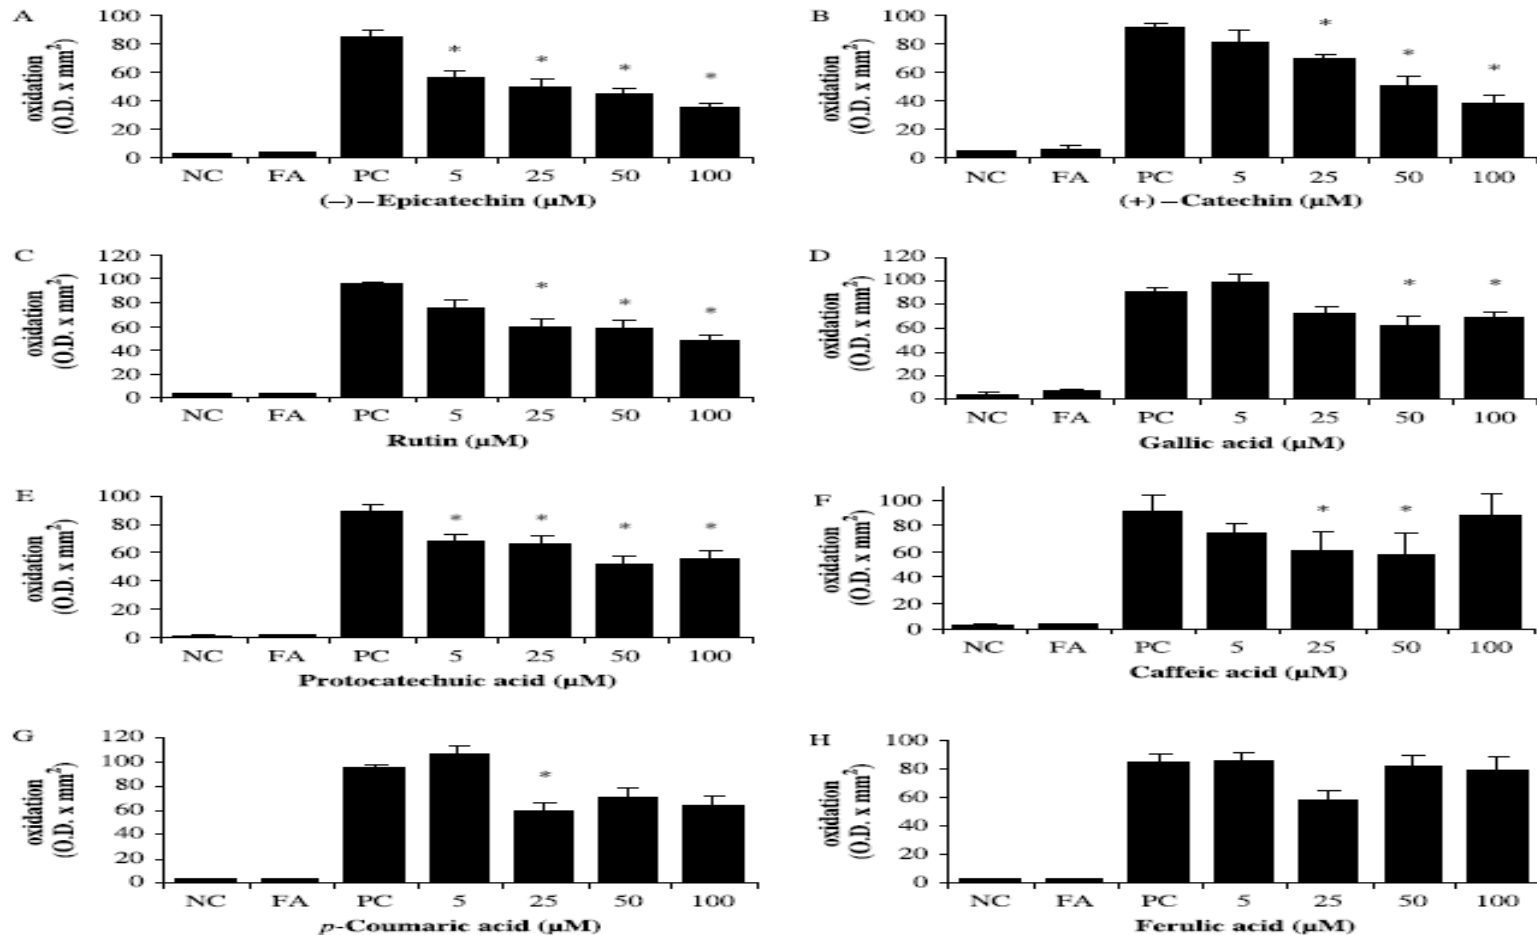 A
oxidation
(O.D. x mm²)
100
80
60
40
20
0
* * * *
NC FA PC 5 25 50 100
(–)–Epicatechin (µM)
B
oxidation
(O.D. x mm²)
100
80
60
40
20
0
* * *
NC FA PC 5 25 50 100
(+)–Catechin (µM)
C
oxidation
(O.D. x mm²)
120
100
80
60
40
20
0
* * *
NC FA PC 5 25 50 100
Rutin (µM)
D
oxidation
(O.D. x mm²)
120
100
80
60
40
20
0
* *
NC FA PC 5 25 50 100
Gallic acid (µM)
E
oxidation
(O.D. x mm²)
100
80
60
40
20
0
* * * *
NC FA PC 5 25 50 100
Protocatechuic acid (µM)
F
oxidation
(O.D. x mm²)
100
80
60
40
20
0
* *
NC FA PC 5 25 50 100
Caffeic acid (µM)
G
oxidation
(O.D. x mm²)
120
100
80
60
40
20
0
*
NC FA PC 5 25 50 100
p-Coumaric acid (µM)
H
oxidation
(O.D. x mm²)
100
80
60
40
20
0
NC FA PC 5 25 50 100
Ferulic acid (µM)